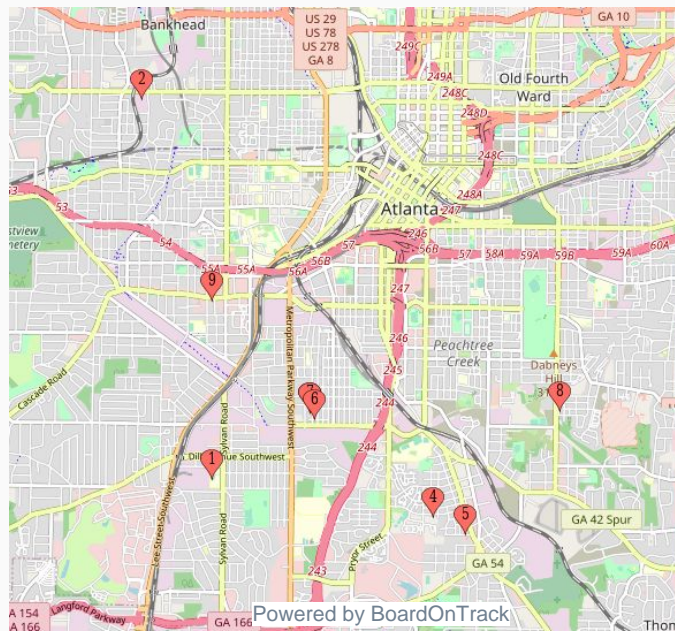 Bankhead
US 29
US 78
US 278
GA 8
249C
GA 10
249A
248C
Old Fourth
Ward
2
248D
248C
53
248A
53
Atlanta
247
54
246
57
56B
57
58A
59A
59B
59A
60A
55A
55A
56B
56A
9
247
Metropolitan Parkway Southwest
246
Peachtree
Creek
Dabneys
Hill
Cascade Road
245
7
6
8
244
Sylvan Road
244
1
Lee Street Southwest
4
5
GA 42 Spur
Sylvan Road
Pryor Street
GA 54
243
Langford Parkway
A 154
GA 166
A 166
Powered by BoardOnTrack